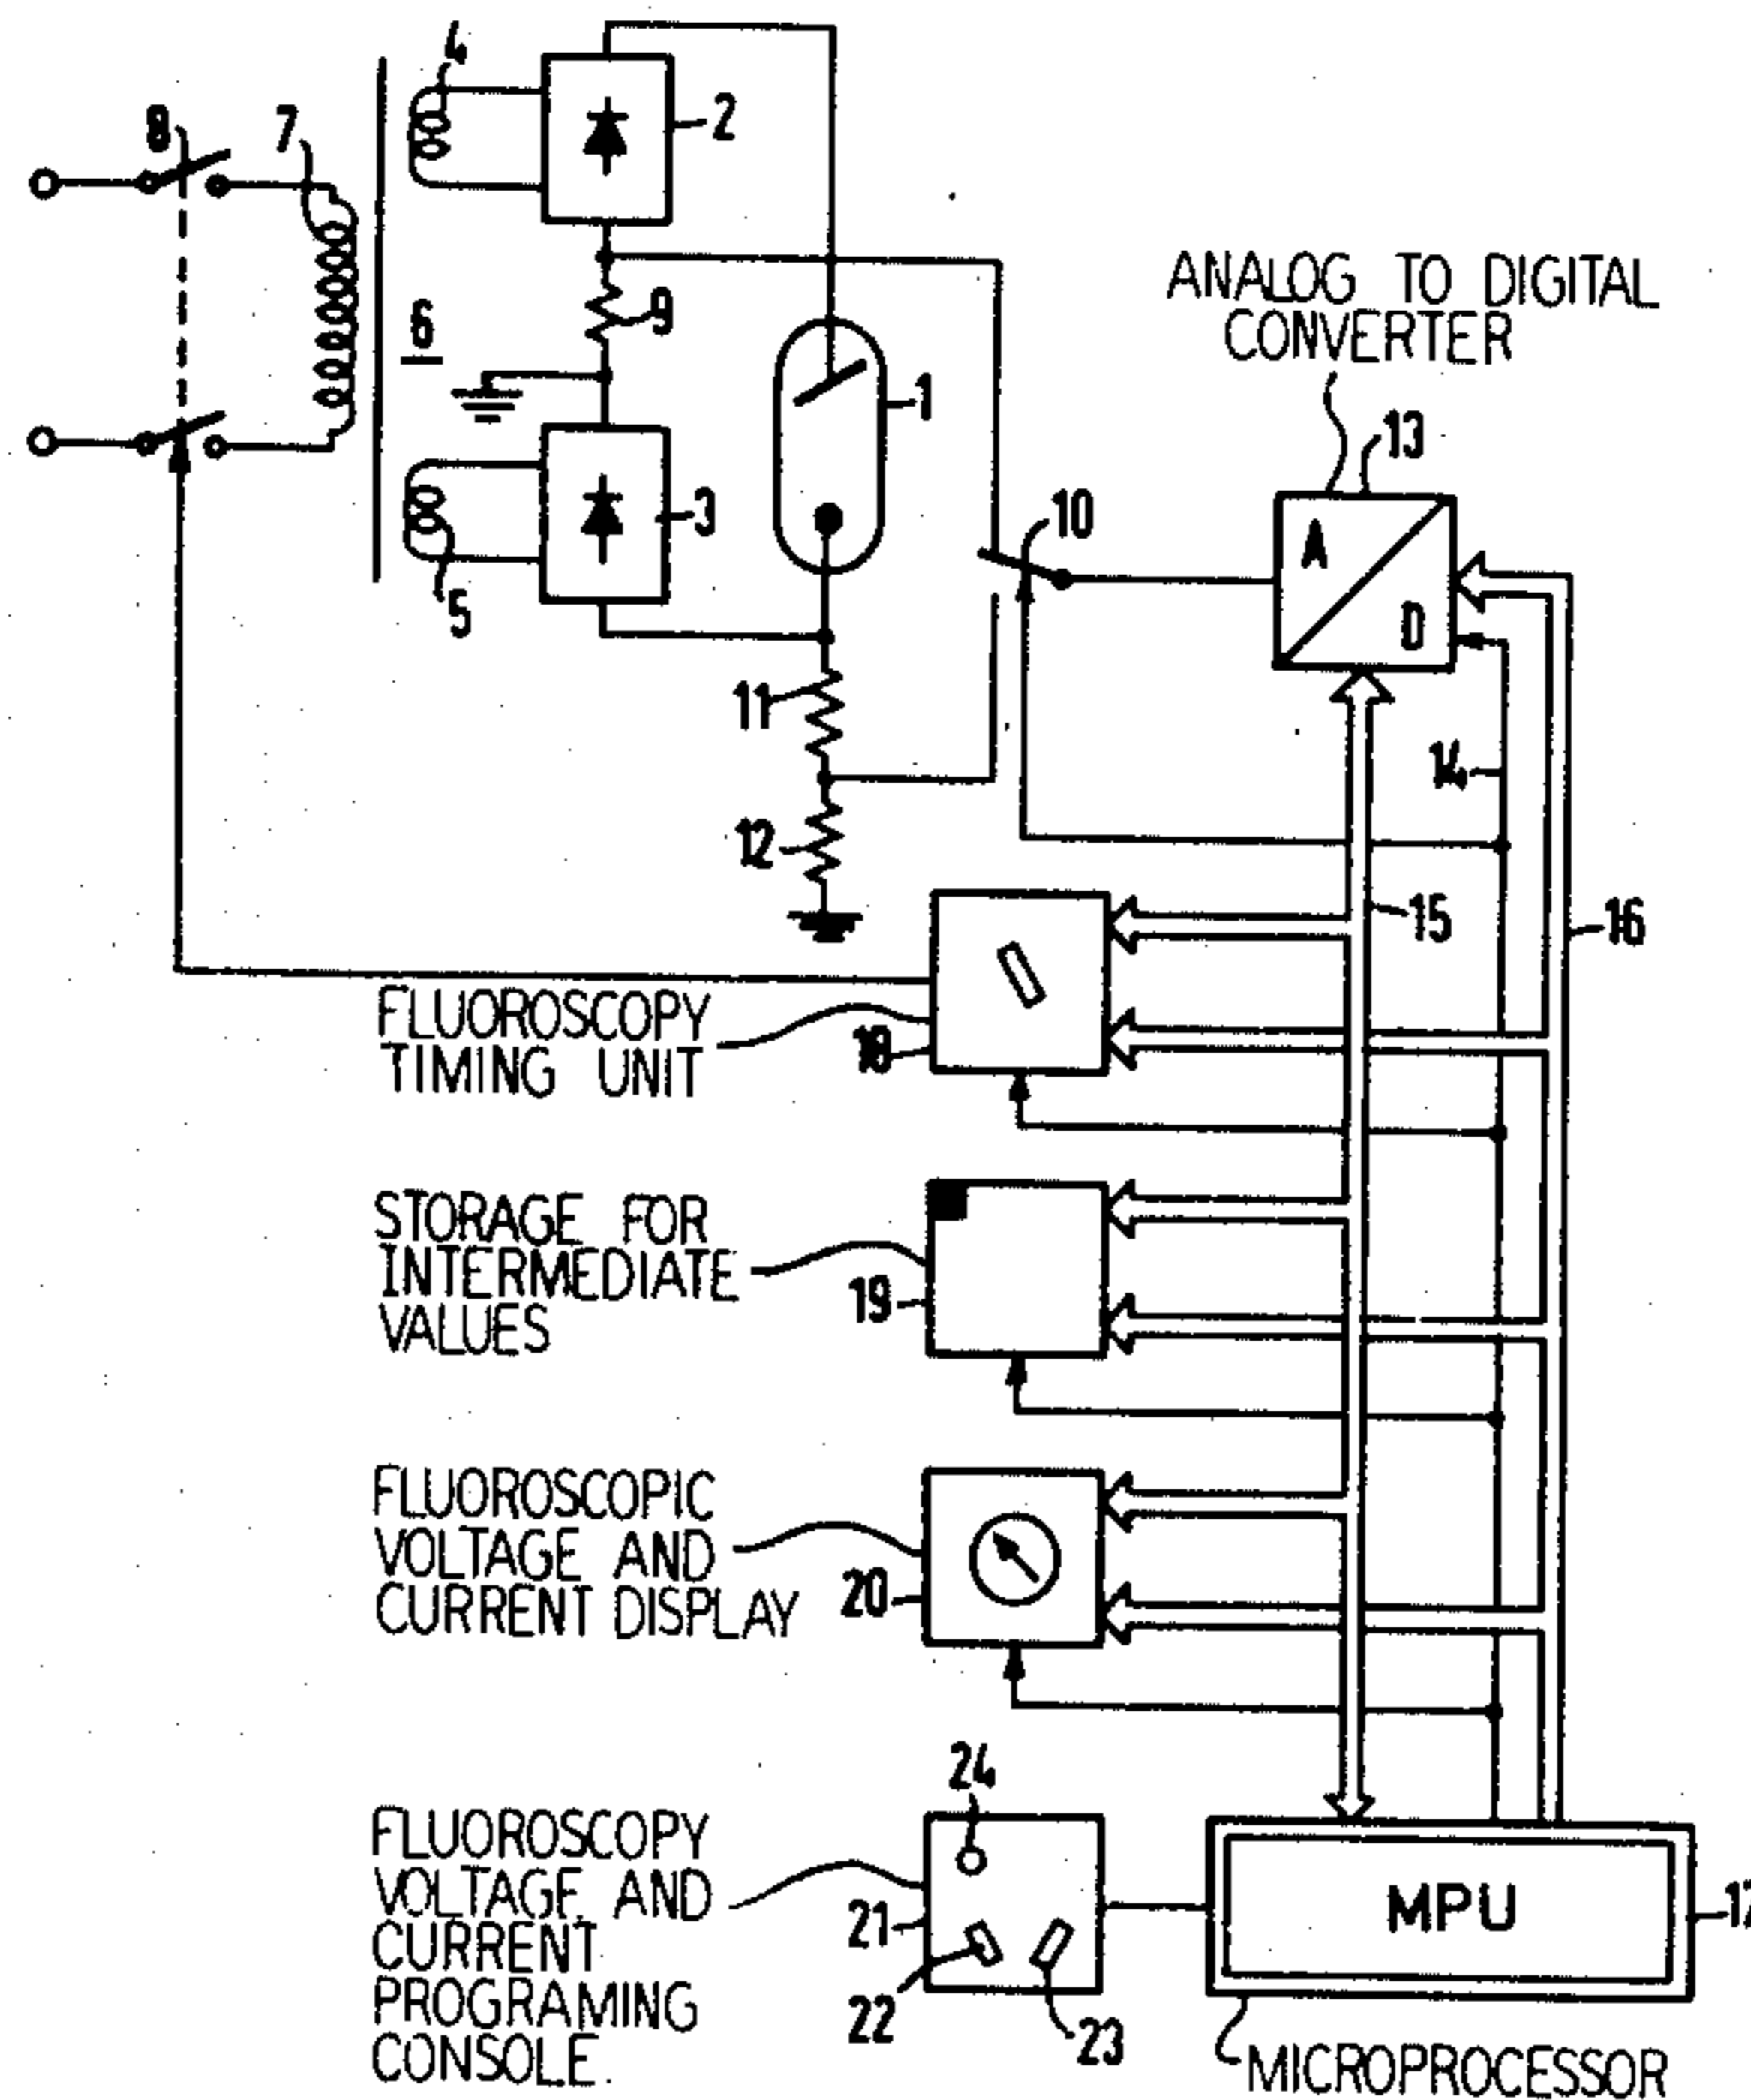 4
8
7
2
6
9
1
3
5
ANALOG TO DIGITAL
CONVERTER
13
10
A
D
11
14
12
15
16
FLUOROSCOPY
TIMING UNIT
18
STORAGE FOR
INTERMEDIATE
VALUES
19
FLUOROSCOPIC
VOLTAGE AND
CURRENT DISPLAY
20
24
FLUOROSCOPY
VOLTAGE AND
CURRENT
PROGRAMING
CONSOLE
21
22
23
MPU
17
MICROPROCESSOR